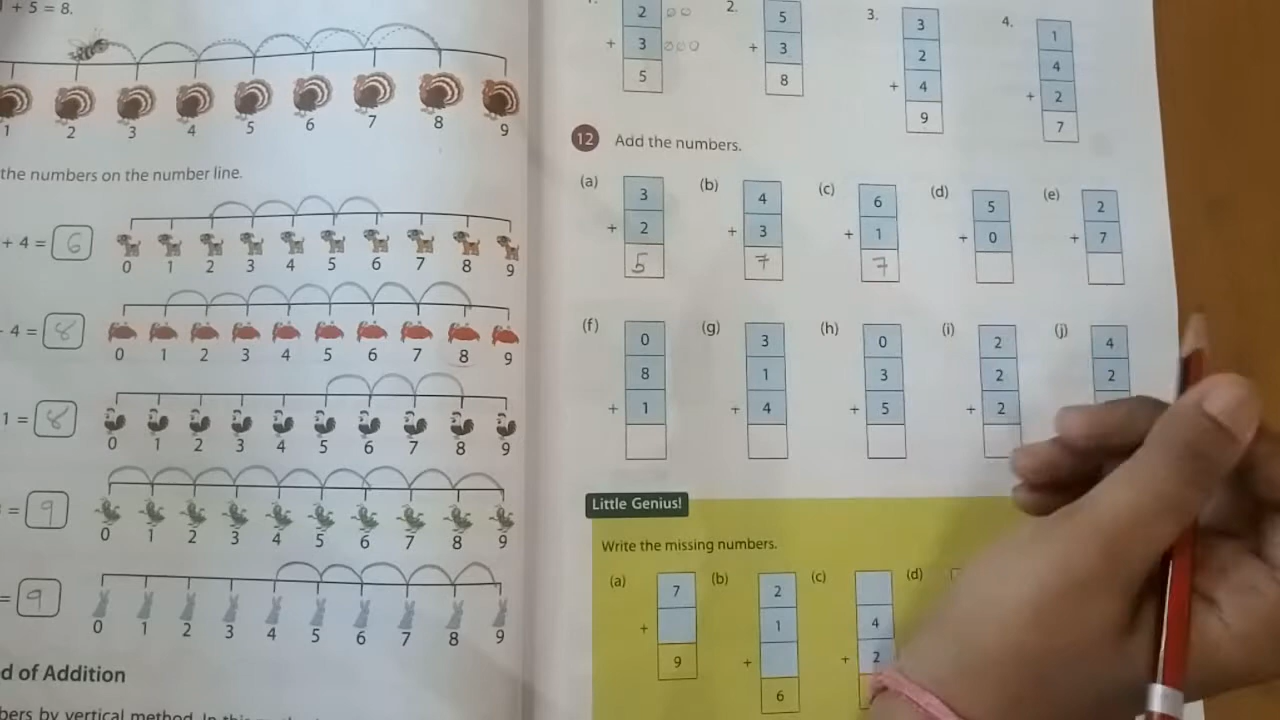 + 5 = 8.
1 2 3 4 5 6 7 8 9
the numbers on the number line.
+ 4 = 6
0 1 2 3 4 5 6 7 8 9
4 = 8
0 1 2 3 4 5 6 7 8 9
1 = 8
0 1 2 3 4 5 6 7 8 9
= 9
0 1 2 3 4 5 6 7 8 9
= 9
0 1 2 3 4 5 6 7 8 9
d of Addition
bers by vertical method. In
2. 3. 4.
2 5 3 1
+ 3 + 3 2 4
5 8 + 4 + 2
9 7
12 Add the numbers.
(a) (b) (c) (d) (e)
3 4 6 5 2
+ 2 + 3 + 1 + 0 + 7
5 7 7
(f) (g) (h) (i) (j)
0 3 0 2 4
8 1 3 2 2
+ 1 + 4 + 5 + 2
Little Genius!
Write the missing numbers.
(a) (b) (c) (d)
7 2
1 4
+ + + 2
9 6